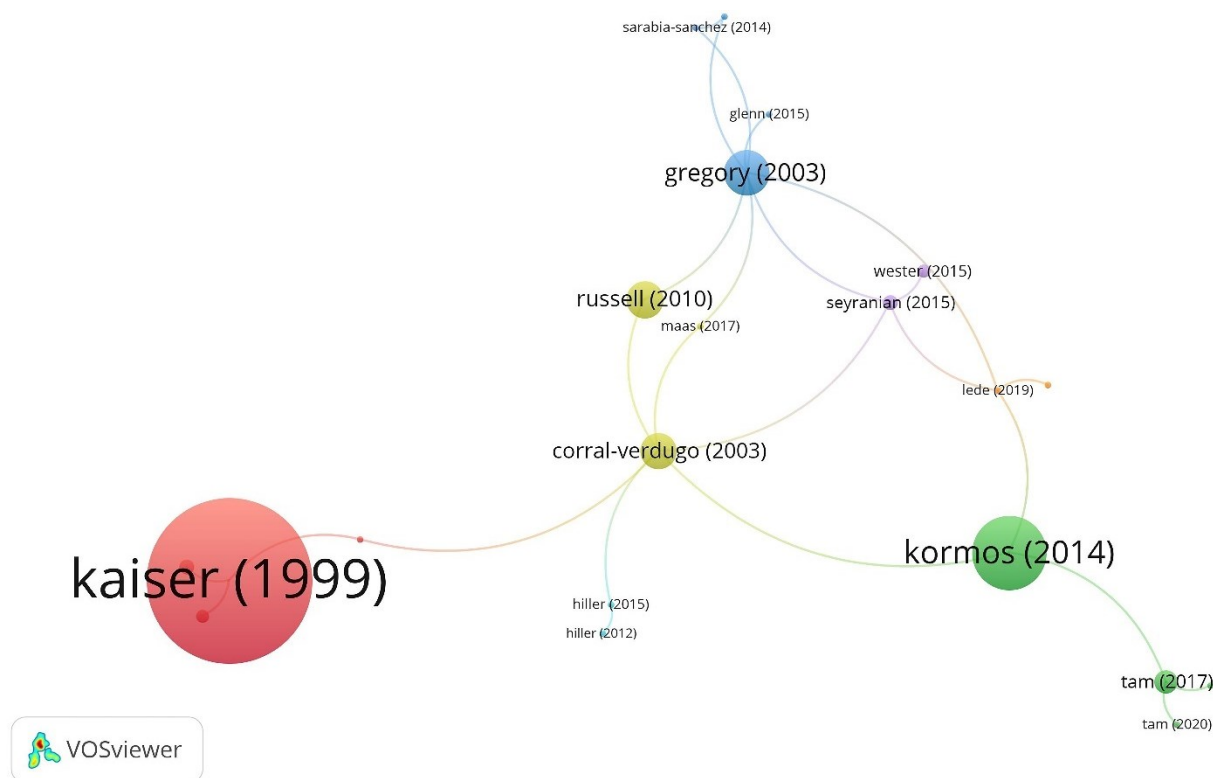 sarabia-sanchez (2014)
glenn (2015)
gregory (2003)
wester (2015)
russell (2010)
seyranian (2015)
maas (2017)
lede (2019)
corral-verdugo (2003)
kormos (2014)
kaiser (1999)
hiller (2015)
hiller (2012)
tam (2017)
tam (2020)
VOSviewer